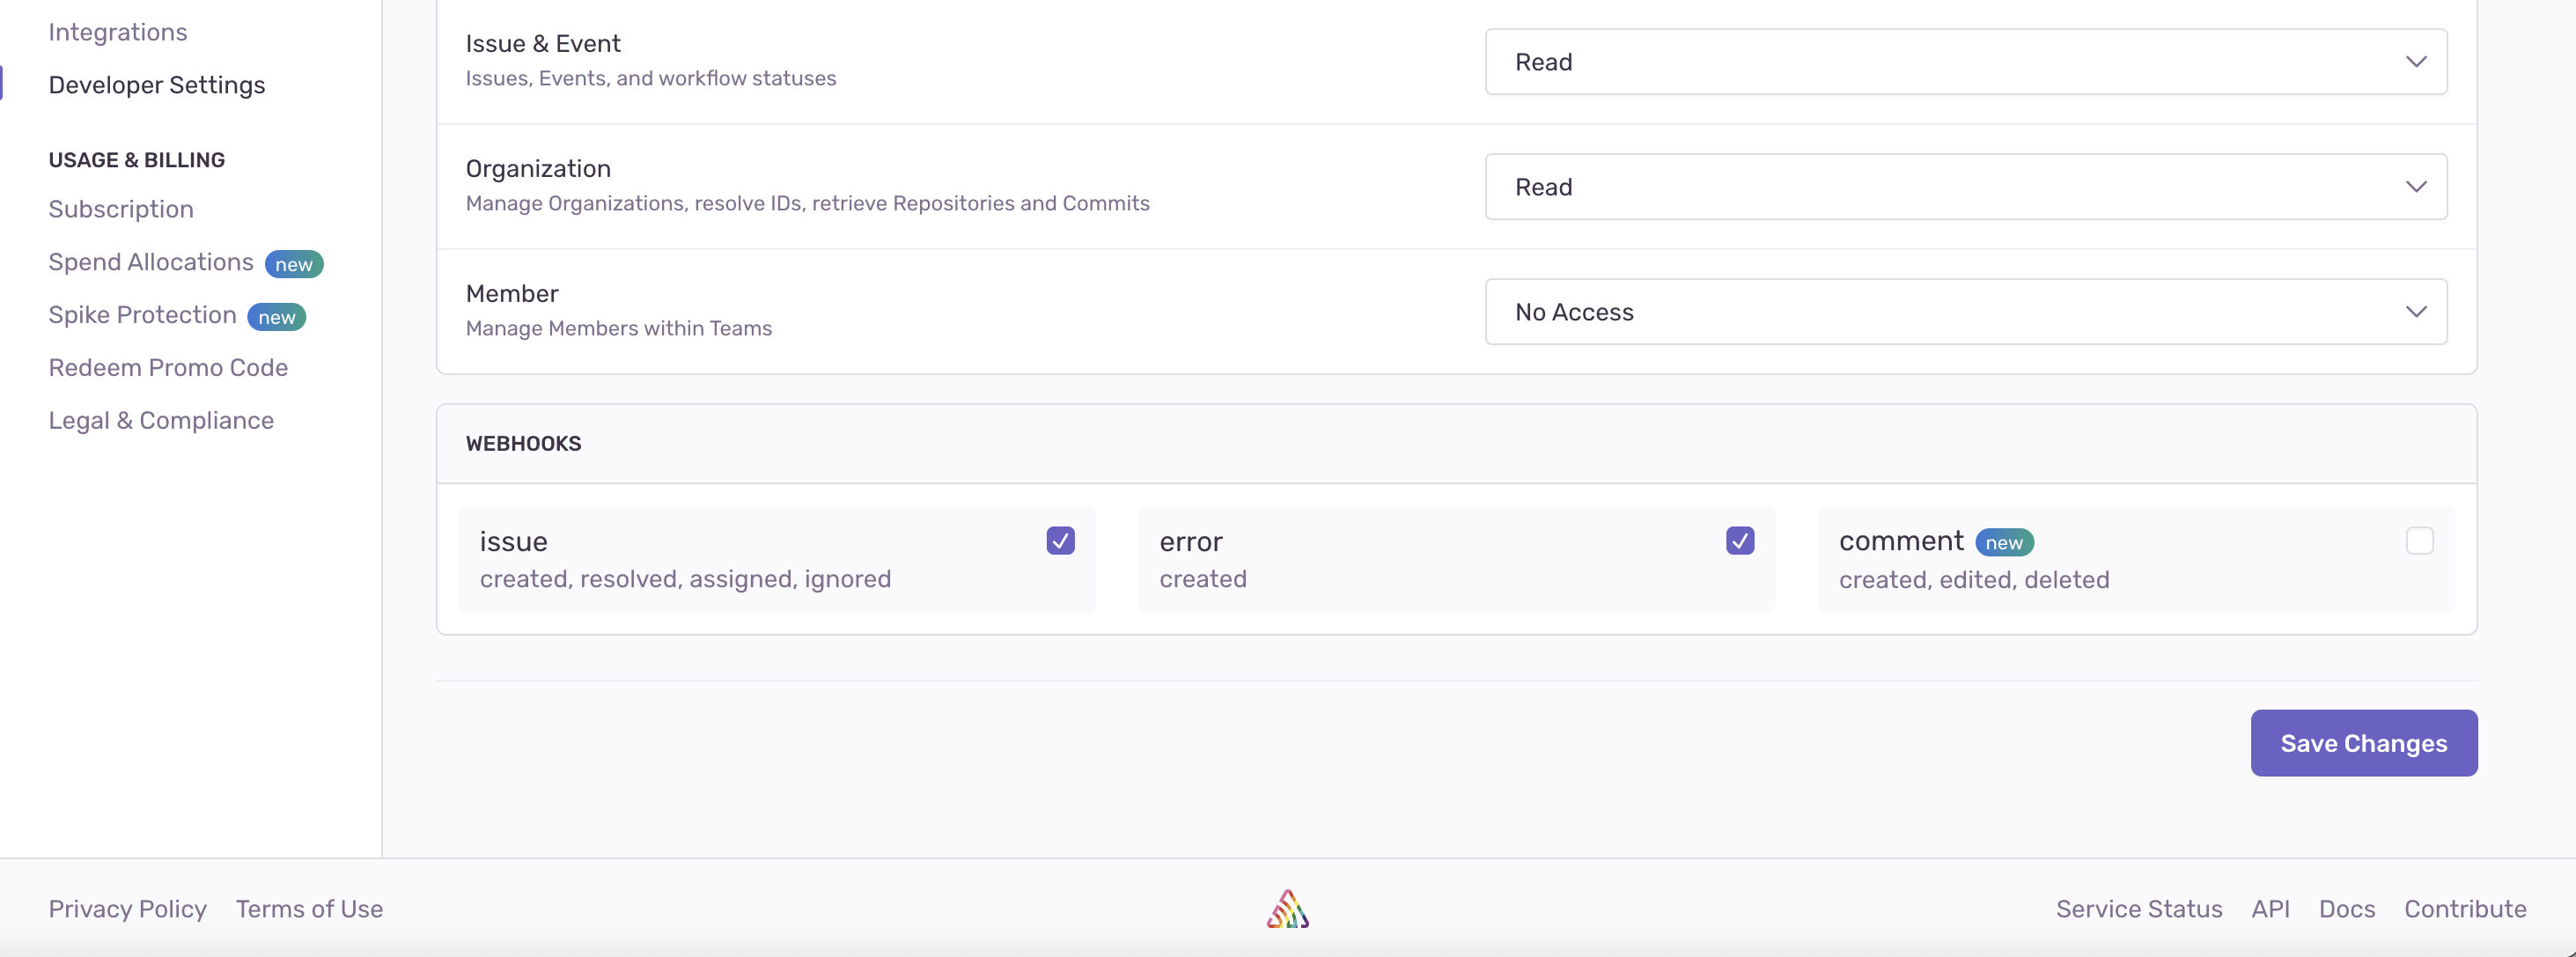 Integrations
Developer Settings
USAGE & BILLING
Subscription
Spend Allocations new
Spike Protection new
Redeem Promo Code
Legal & Compliance
Issue & Event
Issues, Events, and workflow statuses
Read
Organization
Manage Organizations, resolve IDs, retrieve Repositories and Commits
Read
Member
Manage Members within Teams
No Access
WEBHOOKS
issue
created, resolved, assigned, ignored
error
created
comment new
created, edited, deleted
Save Changes
Privacy Policy Terms of Use
Service Status API Docs Contribute